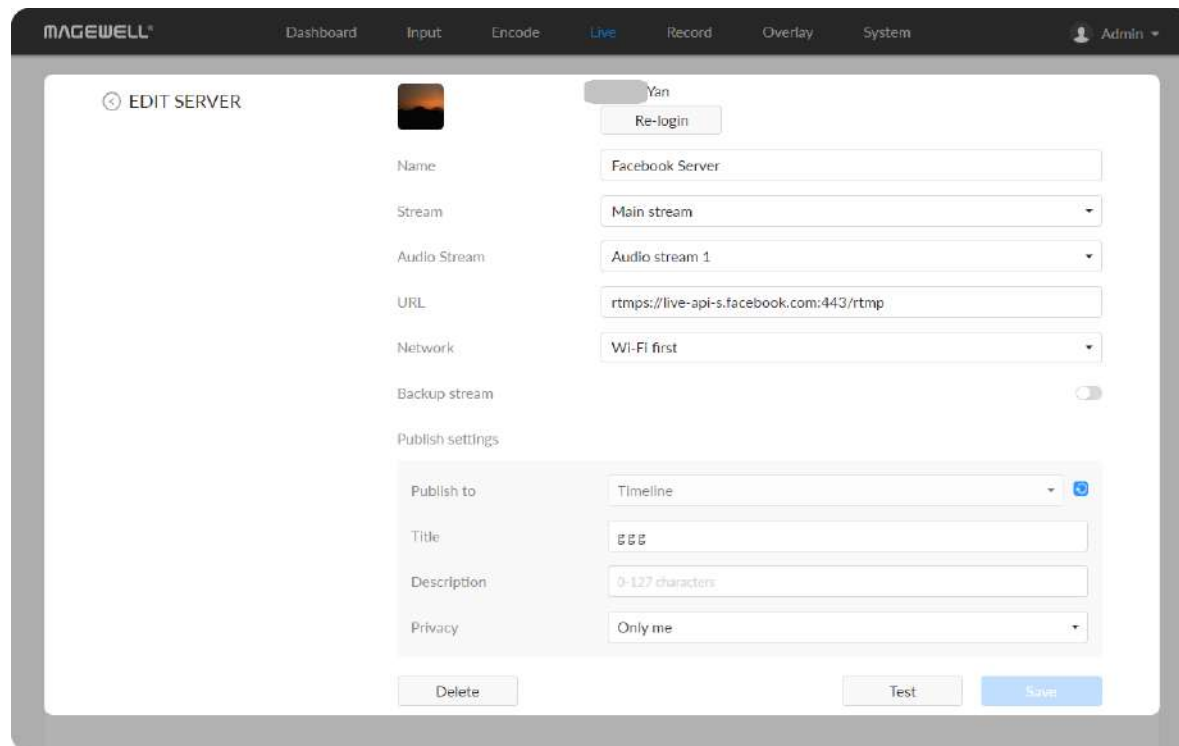 MAGEWELL®
Dashboard Input Encode Live Record Overlay System Admin
EDIT SERVER
Yan
Re-login
Name Facebook Server
Stream Main stream
Audio Stream Audio stream 1
URL rtmps://live-api-s.facebook.com:443/rtmp
Network Wi-Fi first
Backup stream
Publish settings
Publish to Timeline
Title ggg
Description 0-127 characters
Privacy Only me
Delete Test Save